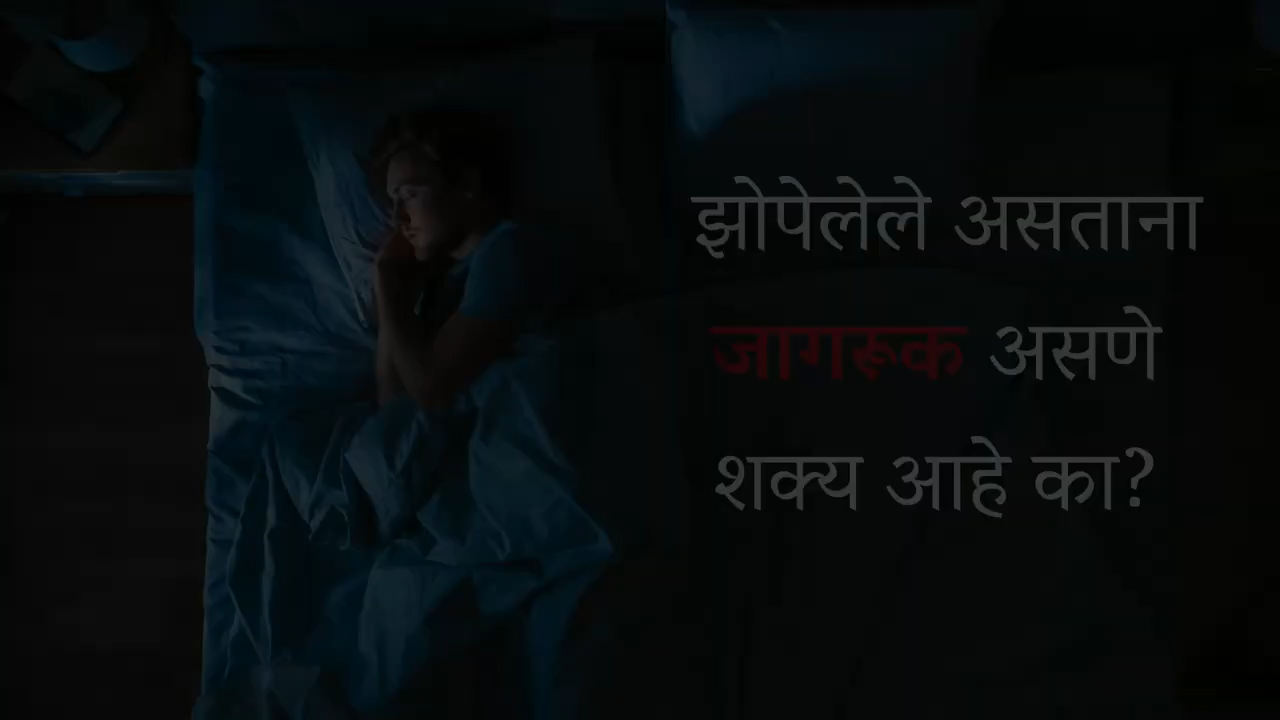 झोपेलेले असताना
जागरूक असणे
शक्य आहे का?